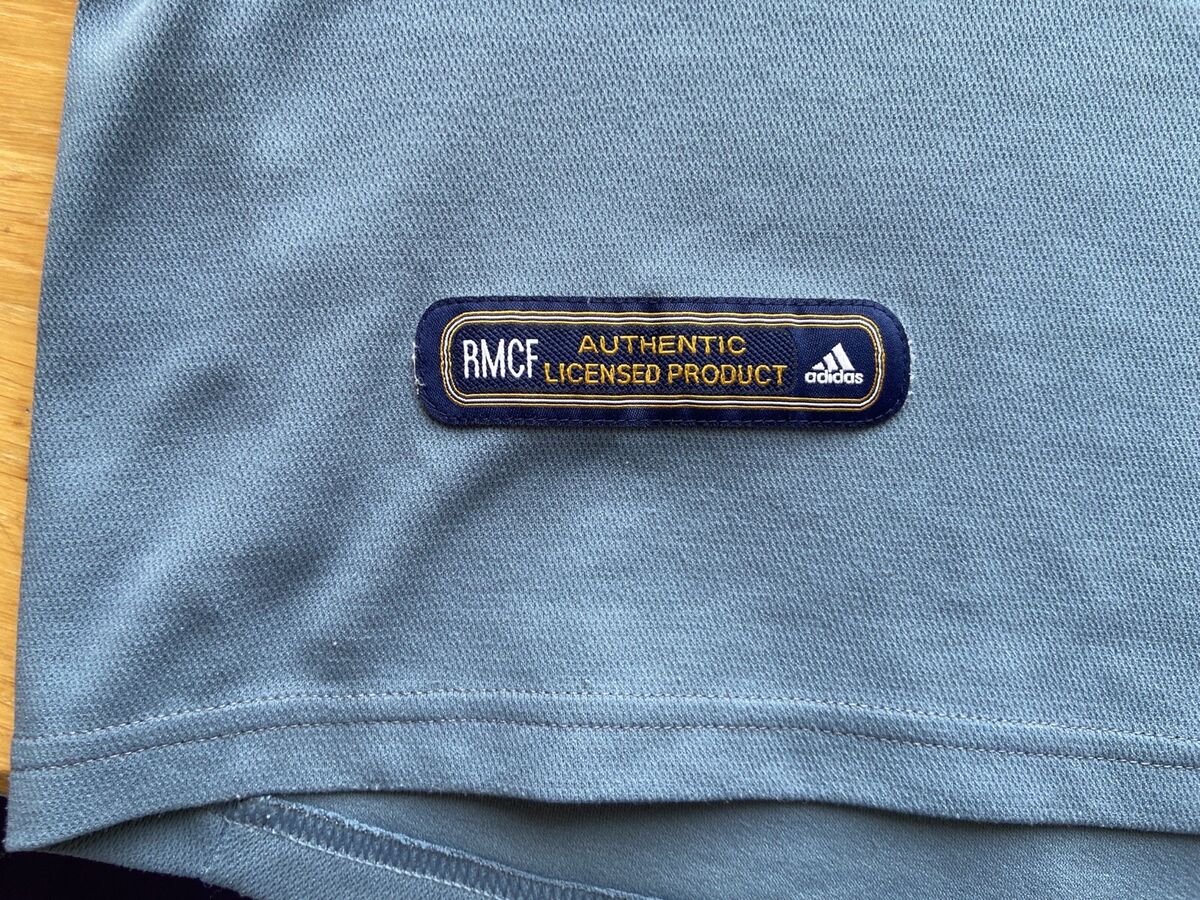 RMCF
AUTHENTIC
LICENSED PRODUCT
adidas